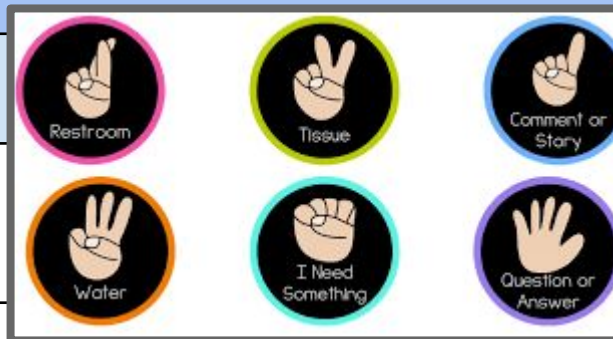 Restroom
Tissue
Comment or
Story
Water
I Need
Something
Question or
Answer